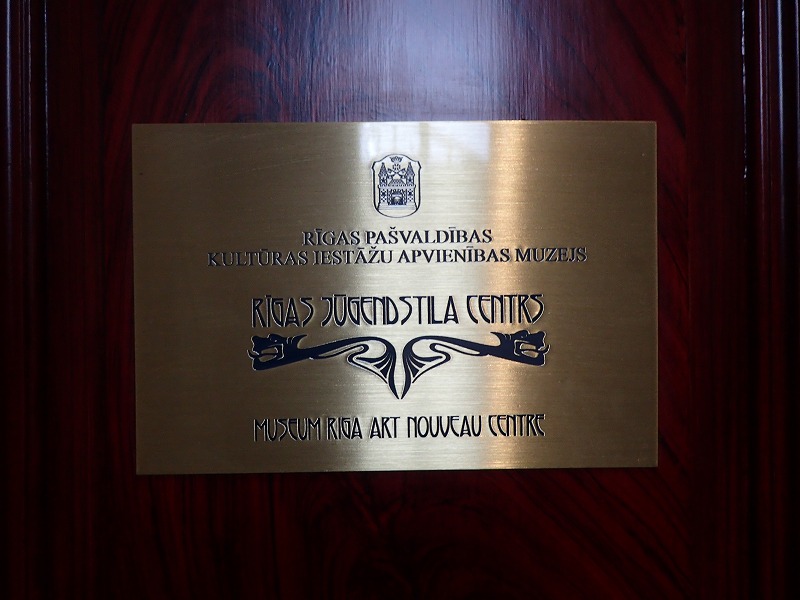 RĪGAS PAŠVALDĪBAS
KULTŪRAS IESTĀŽU APVIENĪBAS MUZEJS
RĪGAS JŪGENDSTILA CENTRS
MUSEUM RIGA ART NOUVEAU CENTRE